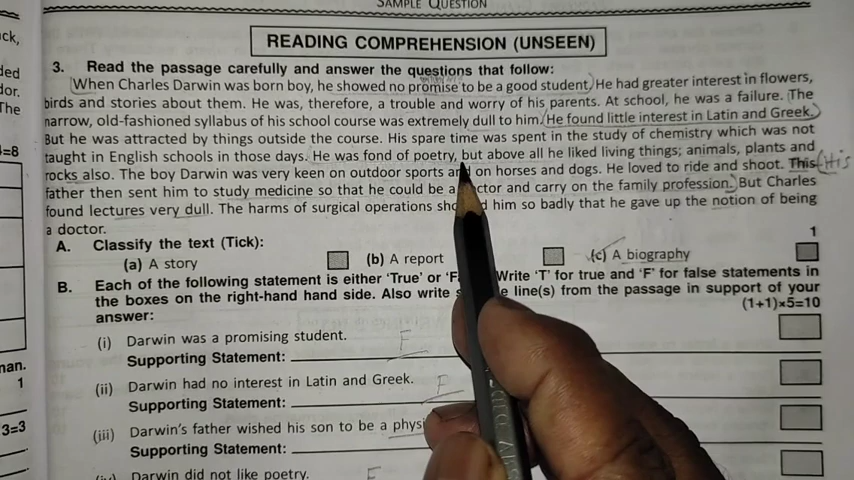 SAMPLE QUESTION
READING COMPREHENSION (UNSEEN)
3. Read the passage carefully and answer the questions that follow:
When Charles Darwin was born boy, he showed no promise to be a good student. He had greater interest in flowers,
birds and stories about them. He was, therefore, a trouble and worry of his parents. At school, he was a failure. The
narrow, old-fashioned syllabus of his school course was extremely dull to him. He found little interest in Latin and Greek.
But he was attracted by things outside the course. His spare time was spent in the study of chemistry which was not
taught in English schools in those days. He was fond of poetry, but above all he liked living things; animals, plants and
rocks also. The boy Darwin was very keen on outdoor sports and on horses and dogs. He loved to ride and shoot. This (His
father then sent him to study medicine so that he could be a doctor and carry on the family profession. But Charles
found lectures very dull. The harms of surgical operations sho d him so badly that he gave up the notion of being
a doctor.
A. Classify the text (Tick): 1
(a) A story (b) A report (c) A biography
B. Each of the following statement is either 'True' or 'F Write 'T' for true and 'F' for false statements in
the boxes on the right-hand hand side. Also write s e line(s) from the passage in support of your
answer: (1+1)×5=10
(i) Darwin was a promising student. F
Supporting Statement:
(ii) Darwin had no interest in Latin and Greek. F
Supporting Statement:
(iii) Darwin's father wished his son to be a physi
Supporting Statement:
(iv) Darwin did not like poetry. F
uck,
ded
dor.
The
4=8
man.
1
3=3